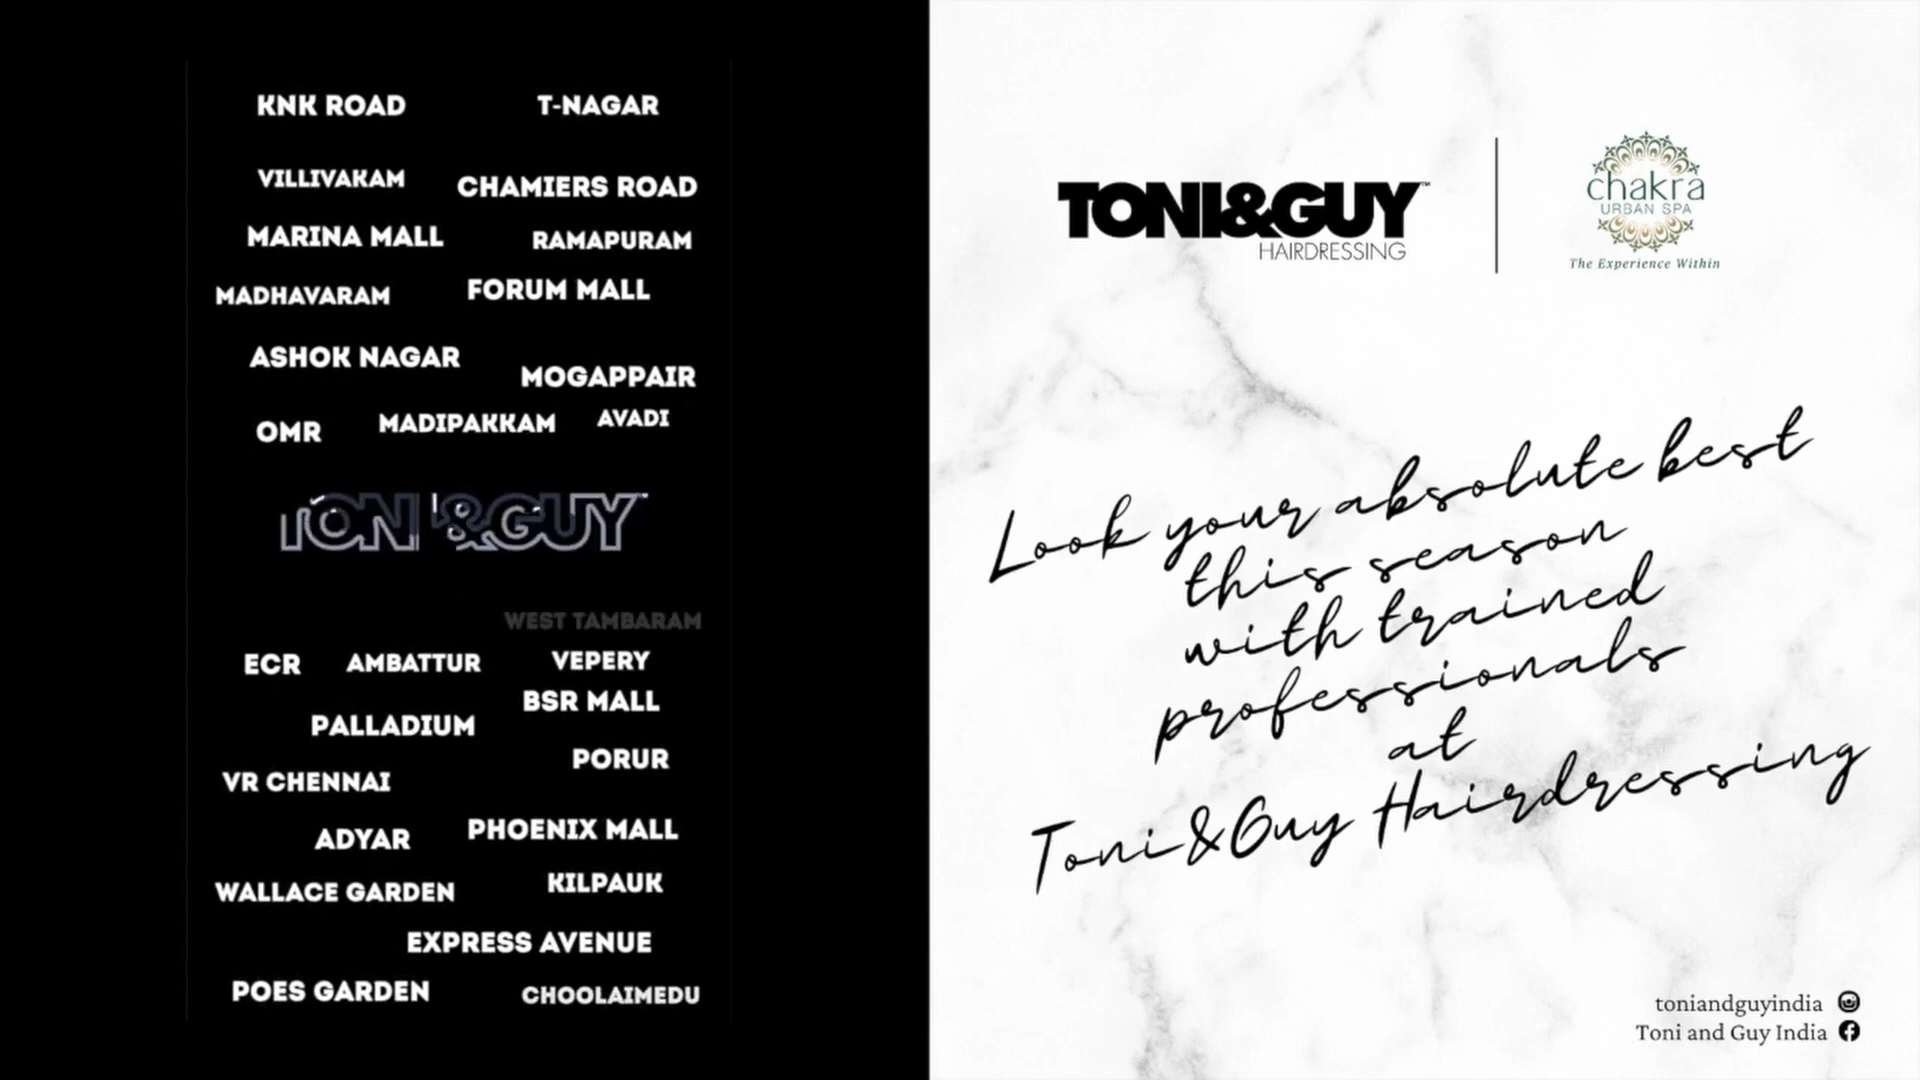 KNK ROAD T-NAGAR
VILLIVAKAM CHAMIERS ROAD
MARINA MALL RAMAPURAM
MADHAVARAM FORUM MALL
ASHOK NAGAR MOGAPPAIR
OMR MADIPAKKAM AVADI
TONI&GUY
WEST TAMBARAM
ECR AMBATTUR VEPERY
BSR MALL
PALLADIUM
PORUR
VR CHENNAI
ADYAR PHOENIX MALL
WALLACE GARDEN KILPAUK
EXPRESS AVENUE
POES GARDEN CHOOLAIMEDU
TONI&GUY™
HAIRDRESSING
chakra
URBAN SPA
The Experience Within
Look your absolute best
this season
with trained
professionals
at
Toni&Guy Hairdressing
toniandguyindia
Toni and Guy India